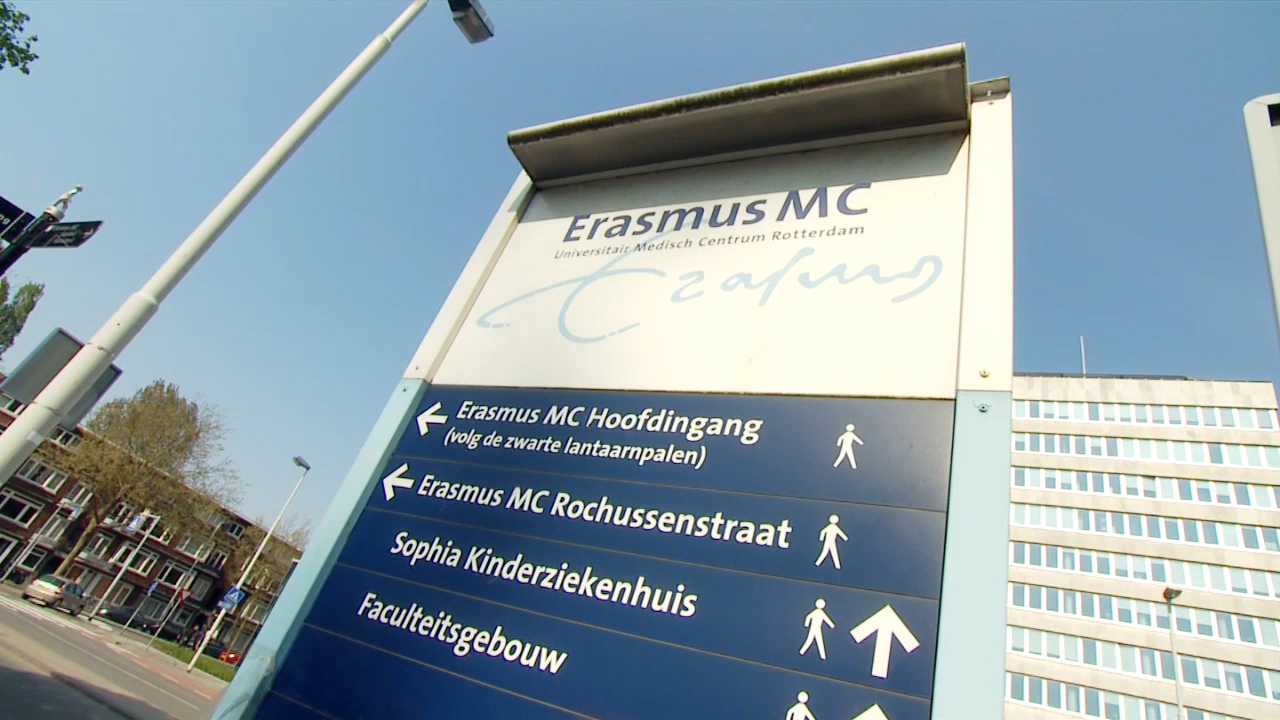 Erasmus MC
Universitair Medisch Centrum Rotterdam
Erasmus
Erasmus MC Hoofdingang
(volg de zwarte lantaarnpalen)
Erasmus MC Rochussenstraat
Sophia Kinderziekenhuis
Faculteitsgebouw